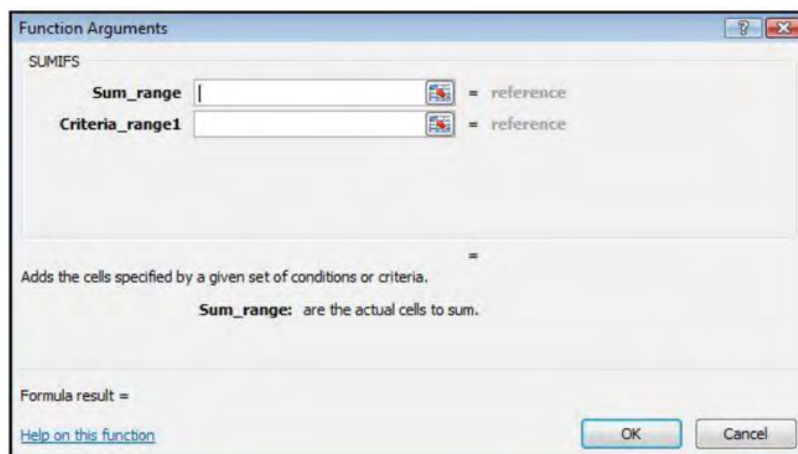 Function Arguments
SUMIFS
Sum_range = reference
Criteria_range1 = reference
=
Adds the cells specified by a given set of conditions or criteria.
Sum_range: are the actual cells to sum.
Formula result =
Help on this function
OK Cancel